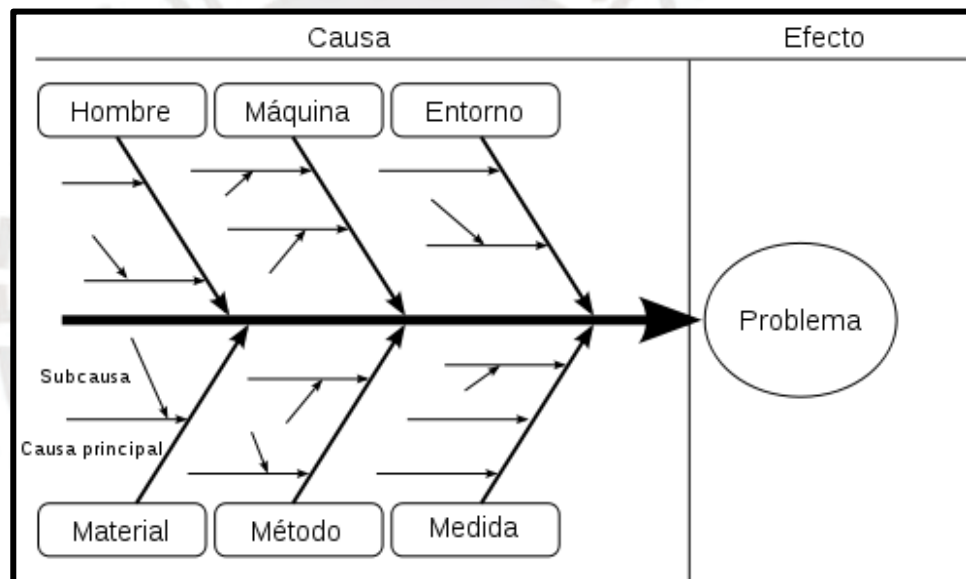 Causa
Efecto
Hombre
Máquina
Entorno
Problema
Subcausa
Causa principal
Material
Método
Medida